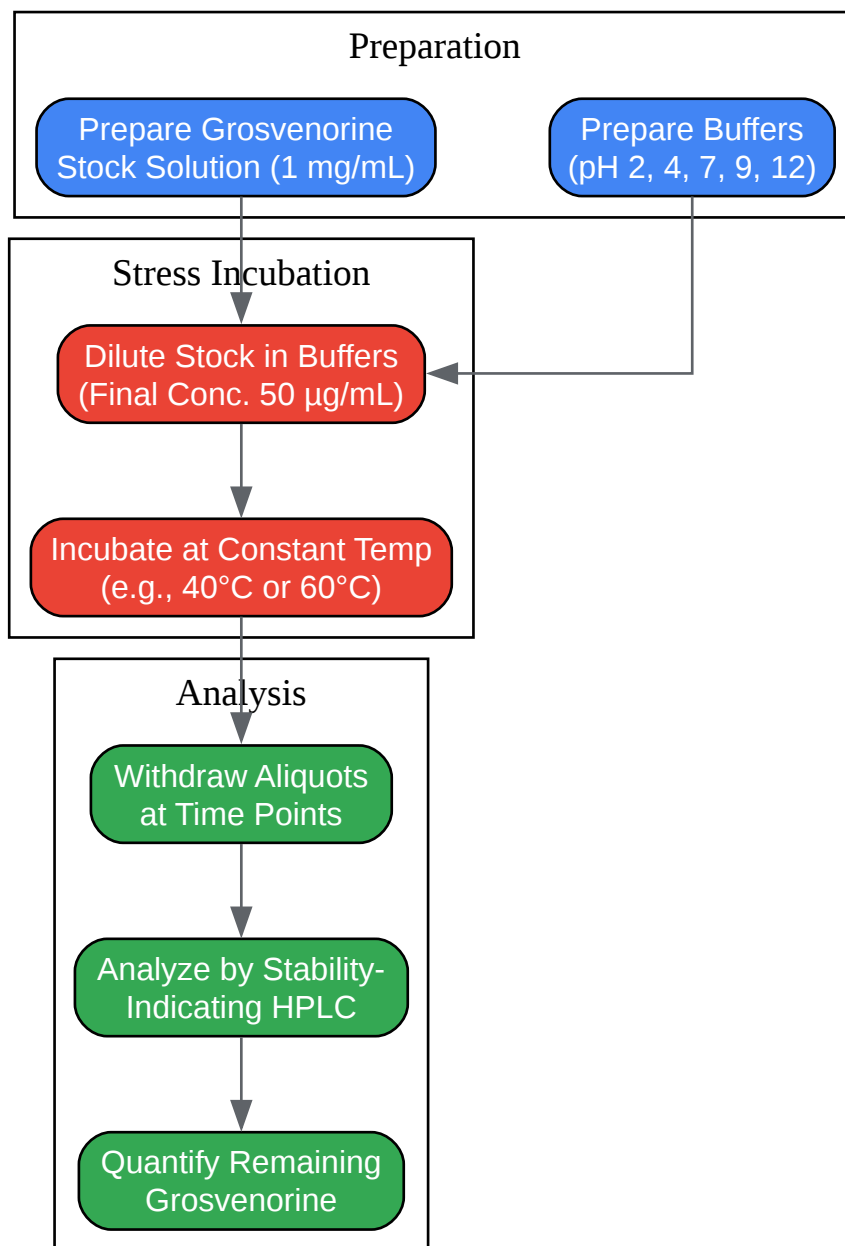 Preparation
Prepare Grosvenorine
Stock Solution (1 mg/mL)
Prepare Buffers
(pH 2, 4, 7, 9, 12)
Stress Incubation
Dilute Stock in Buffers
(Final Conc. 50 µg/mL)
Incubate at Constant Temp
(e.g., 40°C or 60°C)
Analysis
Withdraw Aliquots
at Time Points
Analyze by Stability-
Indicating HPLC
Quantify Remaining
Grosvenorine